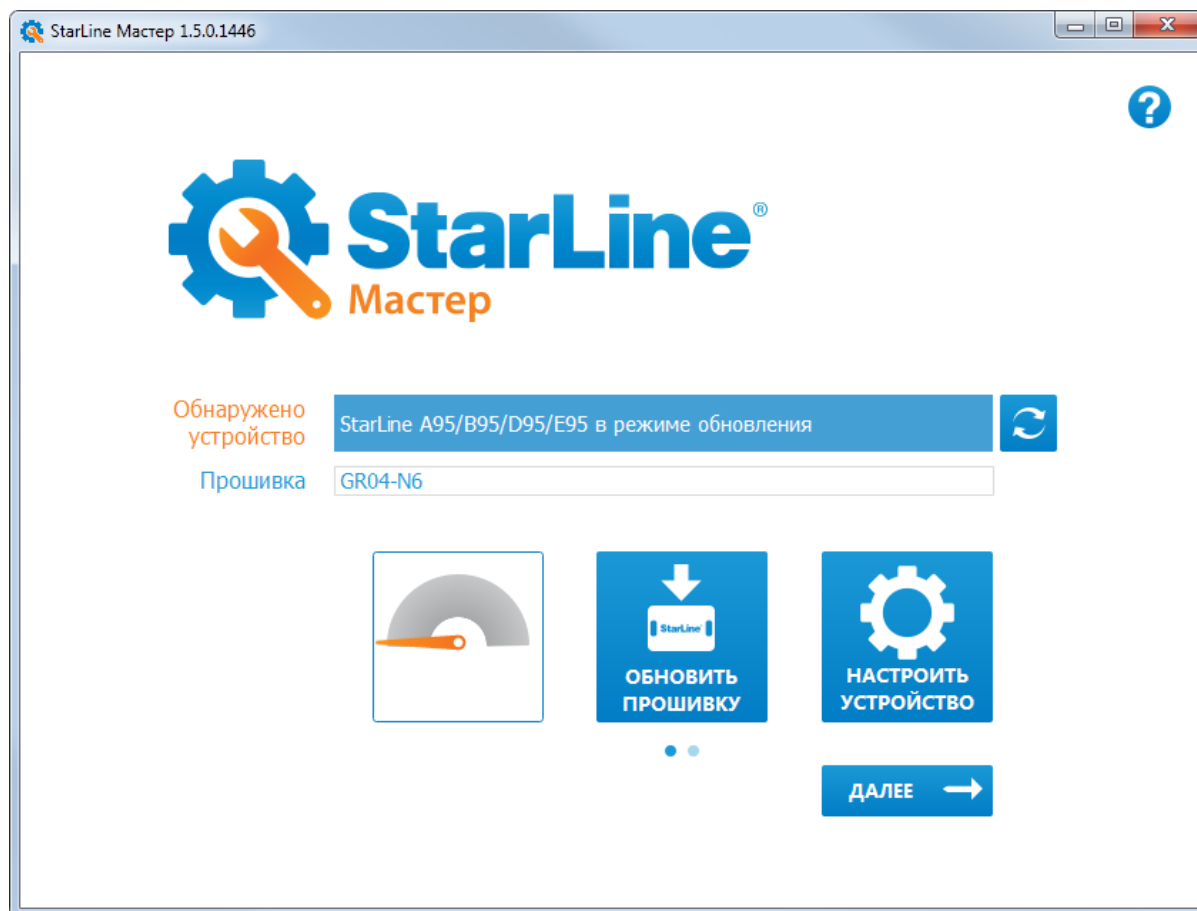 StarLine Мастер 1.5.0.1446
?
StarLine®
Мастер
Обнаружено
устройство
StarLine A95/B95/D95/E95 в режиме обновления
Прошивка
GR04-N6
StarLine
ОБНОВИТЬ
ПРОШИВКУ
НАСТРОИТЬ
УСТРОЙСТВО
ДАЛЕЕ